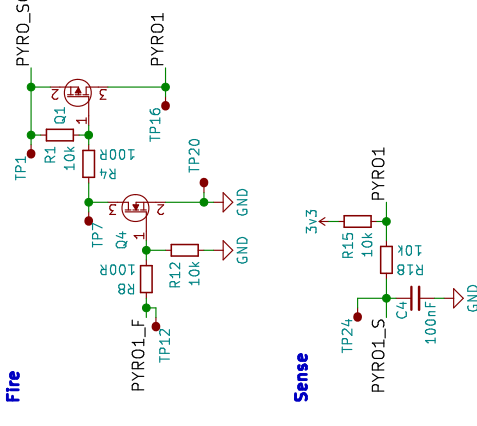 PYRO_SO
PYRO1
2
3
Q1
1
TP1
R1
10k
R4
100R
TP16
TP20
3
2
TP7
Q4
1
GND
GND
R8
100R
R12
10k
PYRO1_F
TP12
Fire
3v3
R15
10k
PYRO1
R18
10k
TP24
C4
100nF
GND
PYRO1_S
Sense